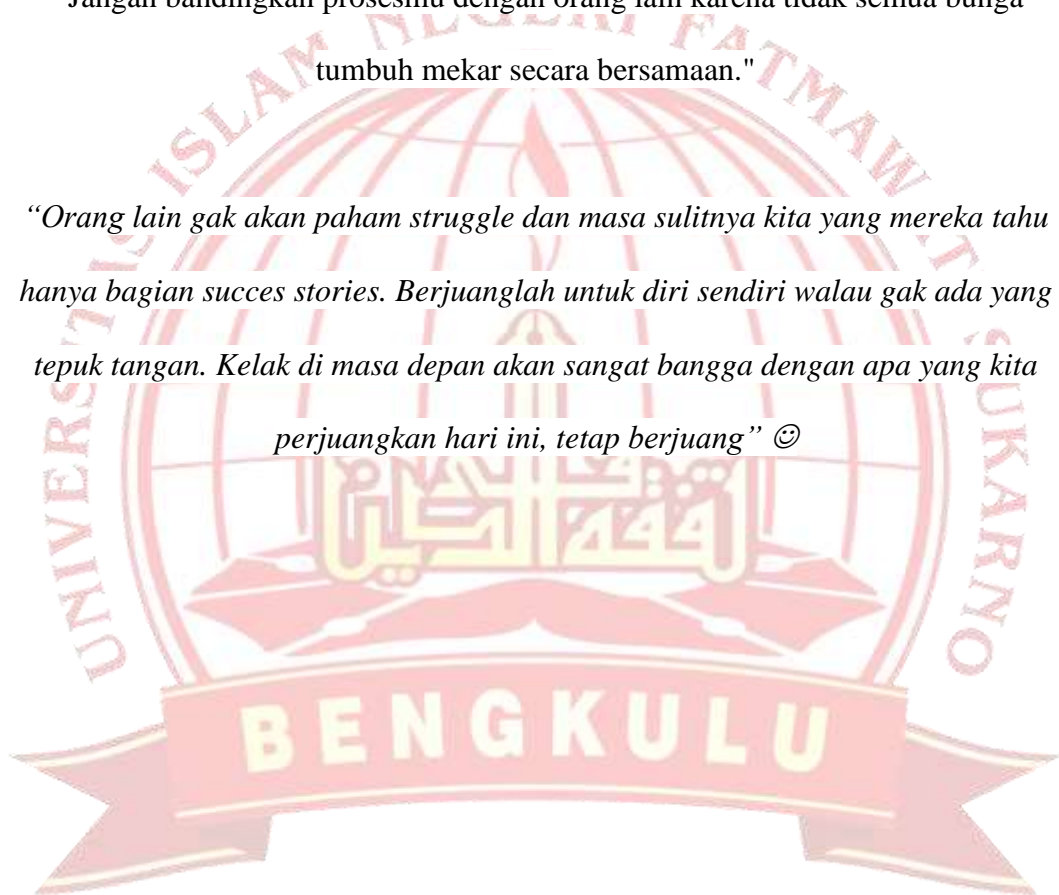 Jangan bandingkan prosesmu dengan orang lain karena tidak semua bunga
tumbuh mekar secara bersamaan."
“Orang lain gak akan paham struggle dan masa sulitnya kita yang mereka tahu
hanya bagian succes stories. Berjuanglah untuk diri sendiri walau gak ada yang
tepuk tangan. Kelak di masa depan akan sangat bangga dengan apa yang kita
perjuangkan hari ini, tetap berjuang” ☺
BENGKULU